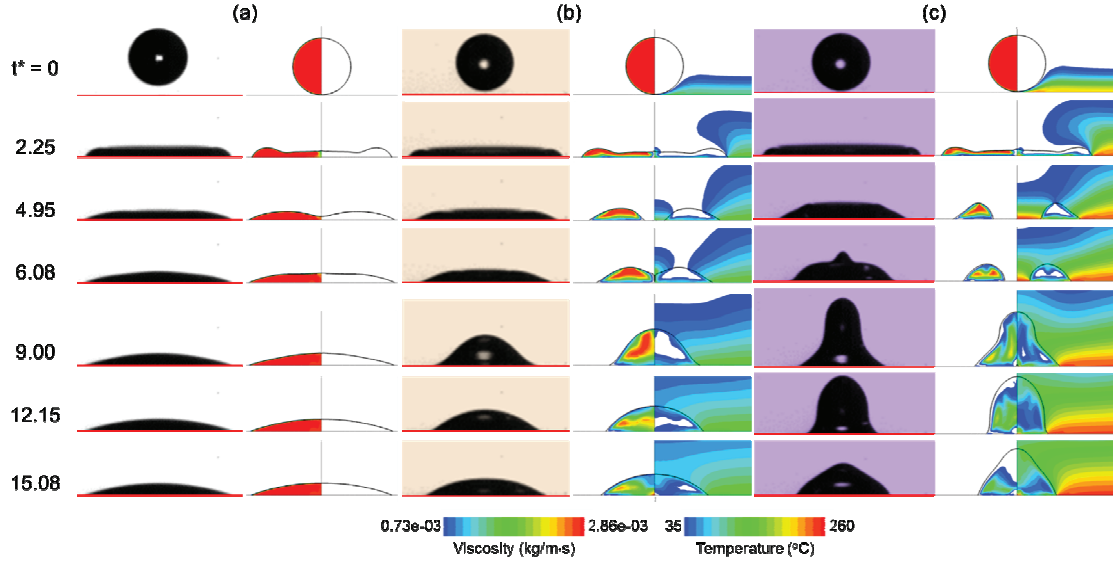 (a) (b) (c)
t* = 0
2.25
4.95
6.08
9.00
12.15
15.08
0.73e-03 2.86e-03 35 260
Viscosity (kg/m·s) Temperature (°C)